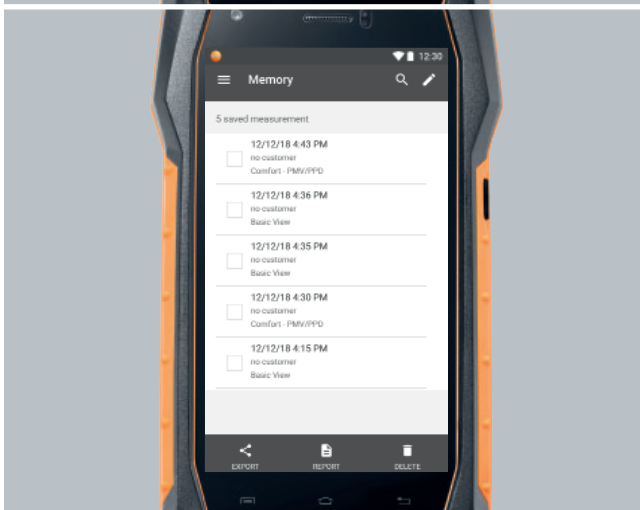 12:30
Memory
5 saved measurement
12/12/18 4:43 PM
no customer
Comfort - PMV/PPD
12/12/18 4:36 PM
no customer
Basic View
12/12/18 4:35 PM
no customer
Basic View
12/12/18 4:30 PM
no customer
Comfort - PMV/PPD
12/12/18 4:15 PM
no customer
Basic View
EXPORT REPORT DELETE